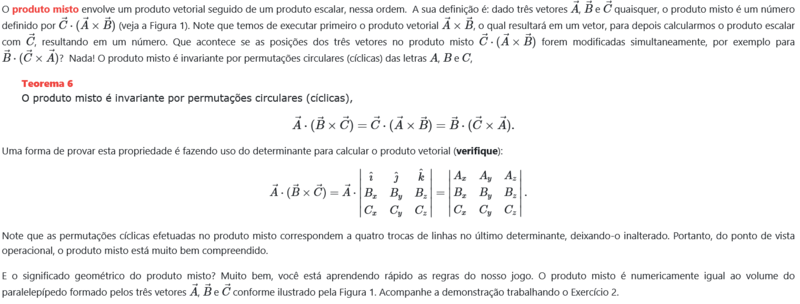 O produto misto envolve um produto vetorial seguido de um produto escalar, nessa ordem. A sua definição é: dado três vetores $\vec{A}$, $\vec{B}$ e $\vec{C}$ quaisquer, o produto misto é um número
definido por $\vec{C} \cdot (\vec{A} \times \vec{B})$ (veja a Figura 1). Note que temos de executar primeiro o produto vetorial $\vec{A} \times \vec{B}$, o qual resultará em um vetor, para depois calcularmos o produto escalar
com $\vec{C}$, resultando em um número. Que acontece se as posições dos três vetores no produto misto $\vec{C} \cdot (\vec{A} \times \vec{B})$ forem modificadas simultaneamente, por exemplo para
$\vec{B} \cdot (\vec{C} \times \vec{A})$? Nada! O produto misto é invariante por permutações circulares (cíclicas) das letras $A$, $B$ e $C$,
Teorema 6
O produto misto é invariante por permutações circulares (cíclicas),
$\vec{A} \cdot (\vec{B} \times \vec{C}) = \vec{C} \cdot (\vec{A} \times \vec{B}) = \vec{B} \cdot (\vec{C} \times \vec{A}).$
Uma forma de provar esta propriedade é fazendo uso do determinante para calcular o produto vetorial (verifique):
$\vec{A} \cdot (\vec{B} \times \vec{C}) = \vec{A} \cdot \begin{vmatrix} \hat{\imath} & \hat{\jmath} & \hat{k} \\ B_x & B_y & B_z \\ C_x & C_y & C_z \end{vmatrix} = \begin{vmatrix} A_x & A_y & A_z \\ B_x & B_y & B_z \\ C_x & C_y & C_z \end{vmatrix}.$
Note que as permutações cíclicas efetuadas no produto misto correspondem a quatro trocas de linhas no último determinante, deixando-o inalterado. Portanto, do ponto de vista
operacional, o produto misto está muito bem compreendido.
E o significado geométrico do produto misto? Muito bem, você está aprendendo rápido as regras do nosso jogo. O produto misto é numericamente igual ao volume do
paralelepípedo formado pelos três vetores $\vec{A}$, $\vec{B}$ e $\vec{C}$ conforme ilustrado pela Figura 1. Acompanhe a demonstração trabalhando o Exercício 2.